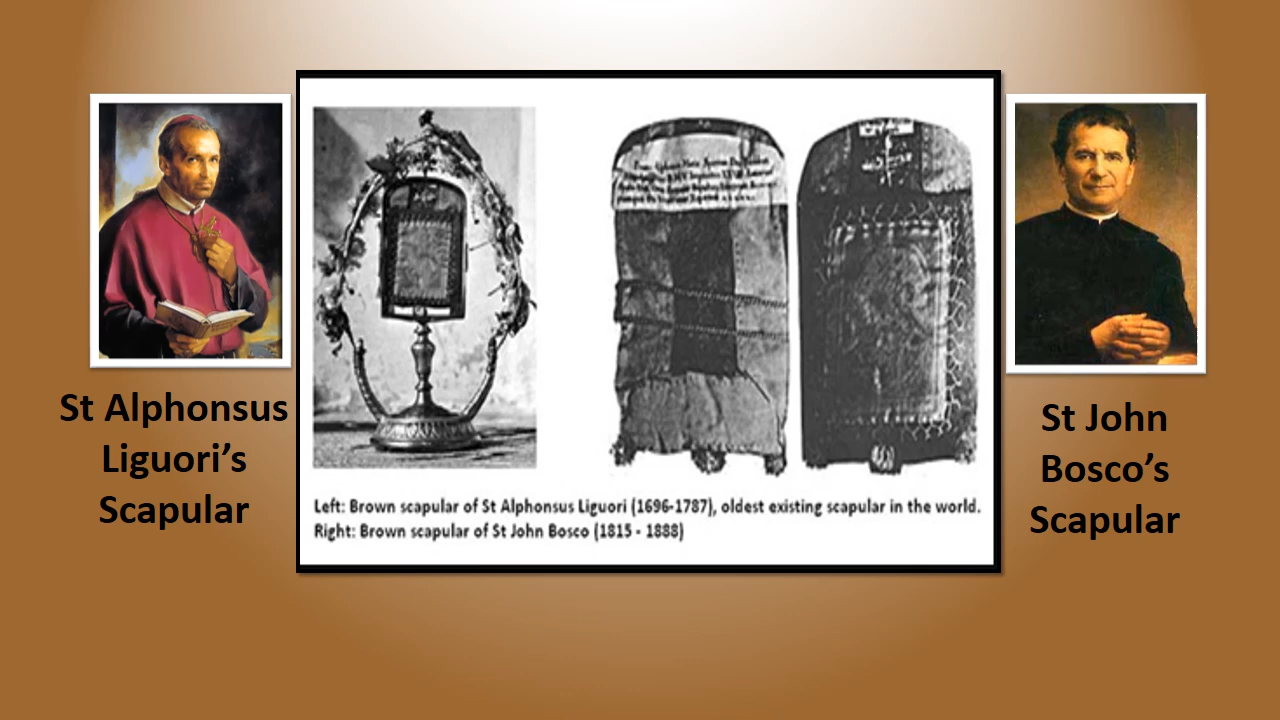 St Alphonsus
Liguori’s
Scapular
Left: Brown scapular of St Alphonsus Liguori (1696-1787), oldest existing scapular in the world.
Right: Brown scapular of St John Bosco (1815 - 1888)
St John
Bosco’s
Scapular